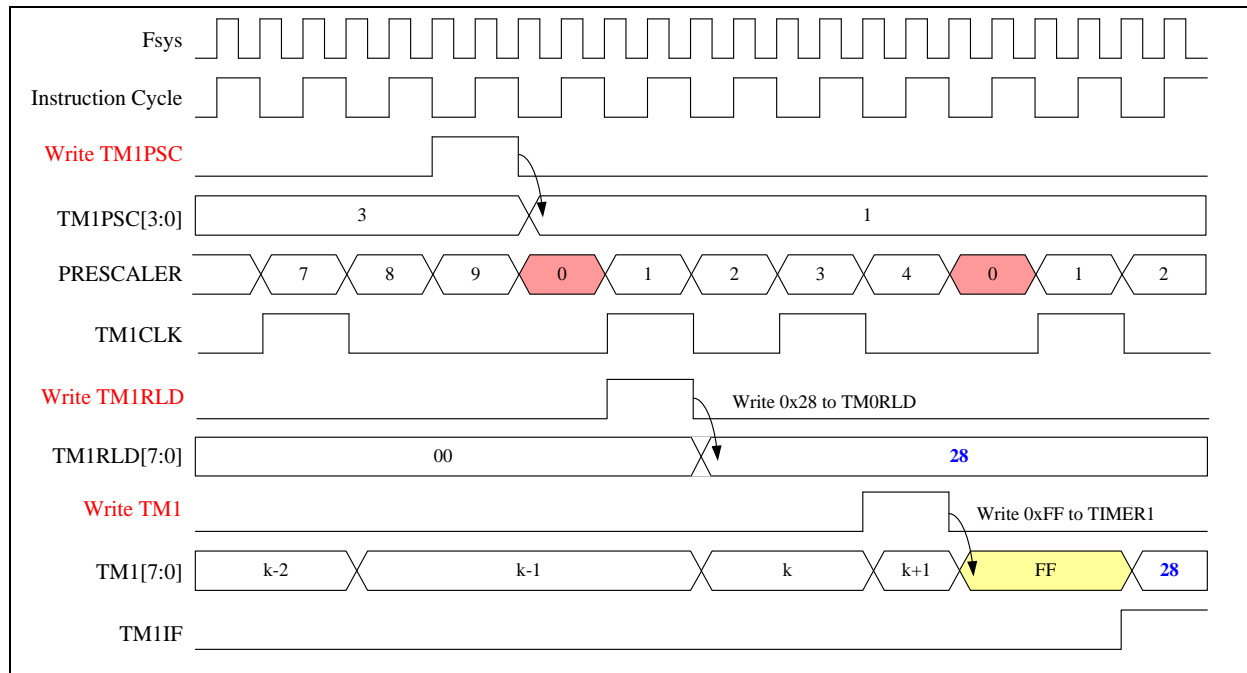 Fsys
Instruction Cycle
Write TM1PSC
TM1PSC[3:0] 3 1
PRESCALER 7 8 9 0 1 2 3 4 0 1 2
TM1CLK
Write TM1RLD Write 0x28 to TM0RLD
TM1RLD[7:0] 00 28
Write TM1 Write 0xFF to TIMER1
TM1[7:0] k-2 k-1 k k+1 FF 28
TM1IF